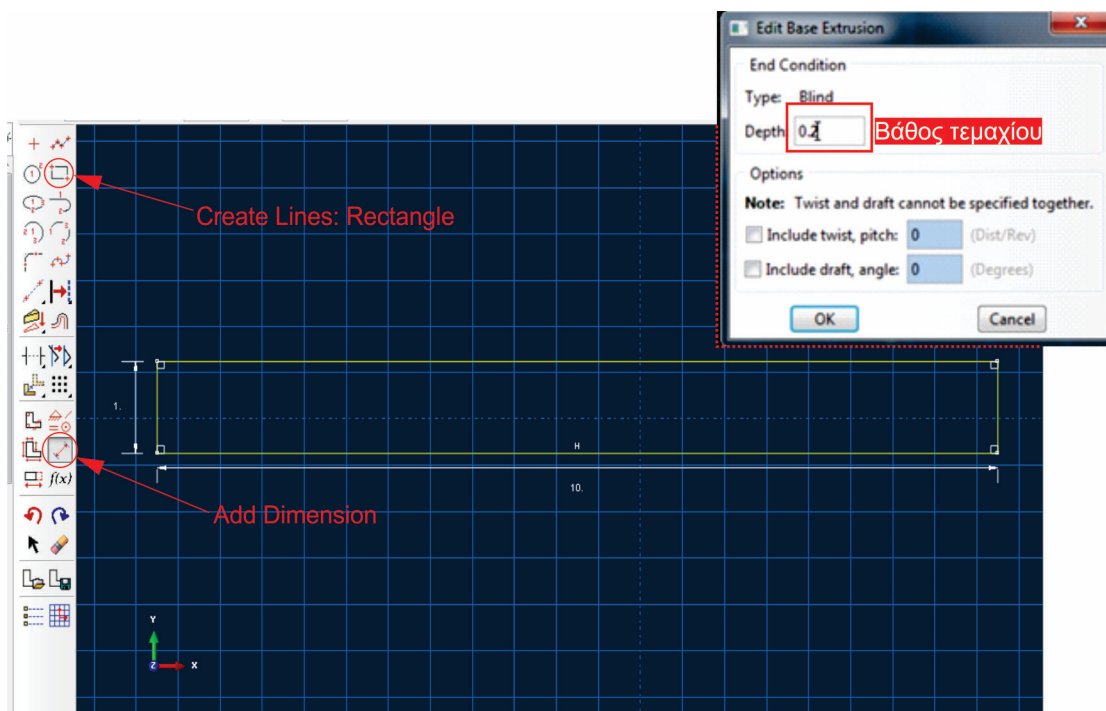 Edit Base Extrusion
End Condition
Type: Blind
Depth 0.2
Βάθος τεμαχίου
Options
Note: Twist and draft cannot be specified together.
Include twist, pitch: 0 (Dist/Rev)
Include draft, angle: 0 (Degrees)
OK Cancel
Create Lines: Rectangle
1.
H
10.
f(x)
Add Dimension
Y
Z X